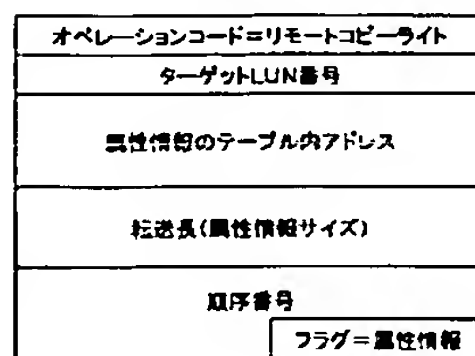 オペレーションコード＝リモートコピーライト
ターゲットLUN番号
属性情報のテーブル内アドレス
転送長(属性情報サイズ)
順序番号
フラグ＝属性情報